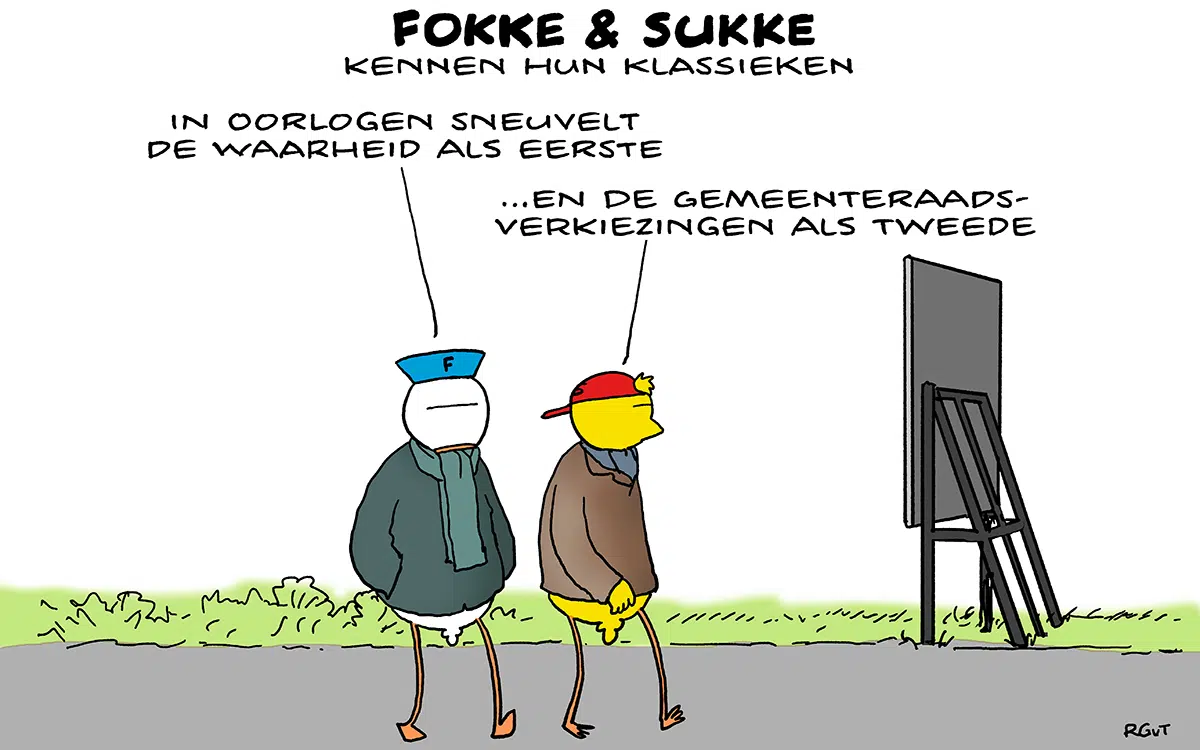 FOKKE & SUKKE
KENNEN HUN KLASSIEKEN
IN OORLOGEN SNEUVELT
DE WAARHEID ALS EERSTE
...EN DE GEMEENTERAADS-
VERKIEZINGEN ALS TWEEDE
F
RGvT